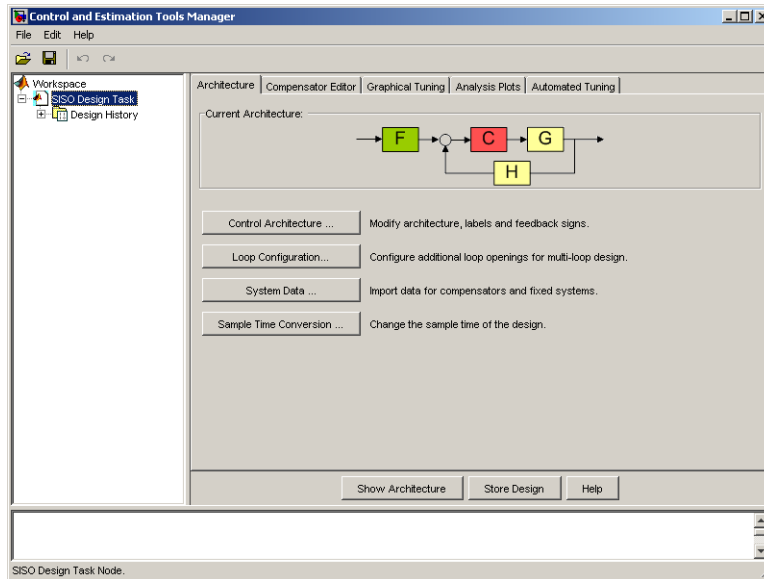 Control and Estimation Tools Manager
File Edit Help
Workspace
SISO Design Task
Design History
Architecture Compensator Editor Graphical Tuning Analysis Plots Automated Tuning
Current Architecture:
F C G
H
Control Architecture ... Modify architecture, labels and feedback signs.
Loop Configuration... Configure additional loop openings for multi-loop design.
System Data ... Import data for compensators and fixed systems.
Sample Time Conversion ... Change the sample time of the design.
Show Architecture Store Design Help
SISO Design Task Node.